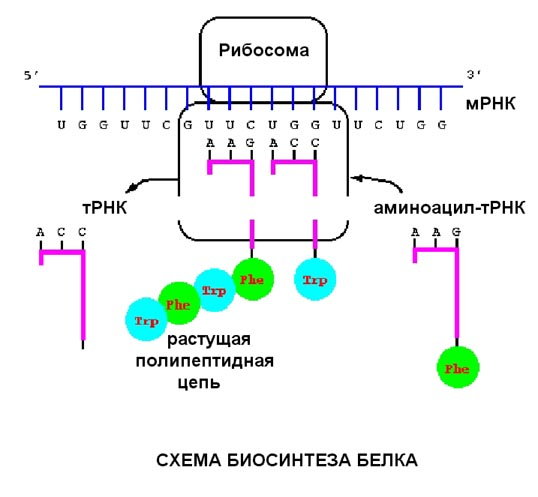 Рибосома
5' 3'
мРНК
U G G U U C G U U C U G G U U C U G G
A A G A C C
тРНК аминоацил-тРНК
A C C A A G
Trp Phe Trp Phe Trp
Phe
растущая
полипептидная
цепь
СХЕМА БИОСИНТЕЗА БЕЛКА